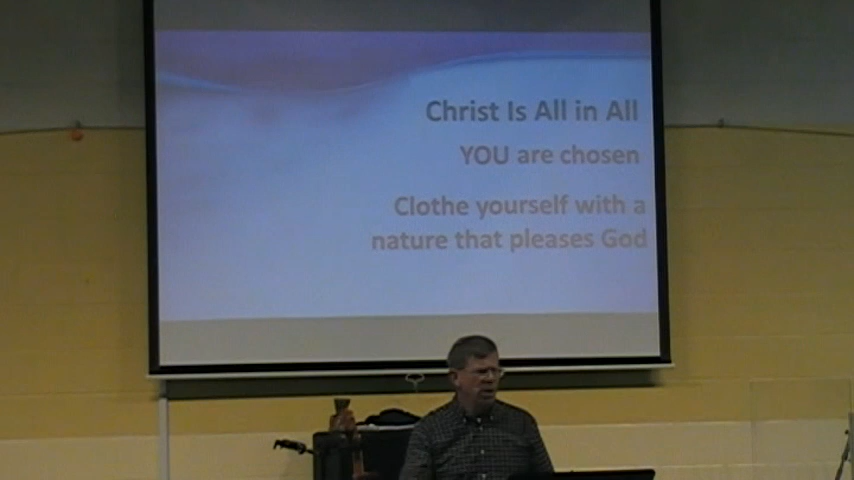 Christ Is All in All
YOU are chosen
Clothe yourself with a
nature that pleases God